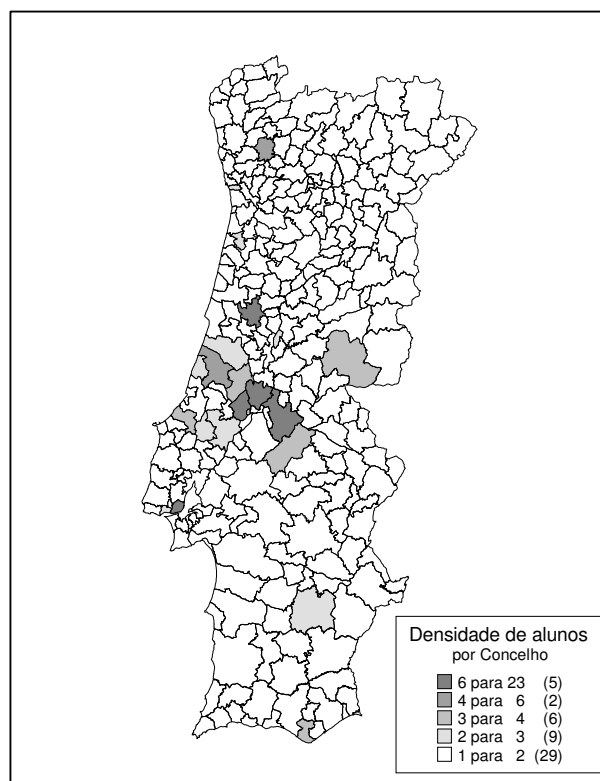 Densidade de alunos
por Concelho
6 para 23 (5)
4 para 6 (2)
3 para 4 (6)
2 para 3 (9)
1 para 2 (29)